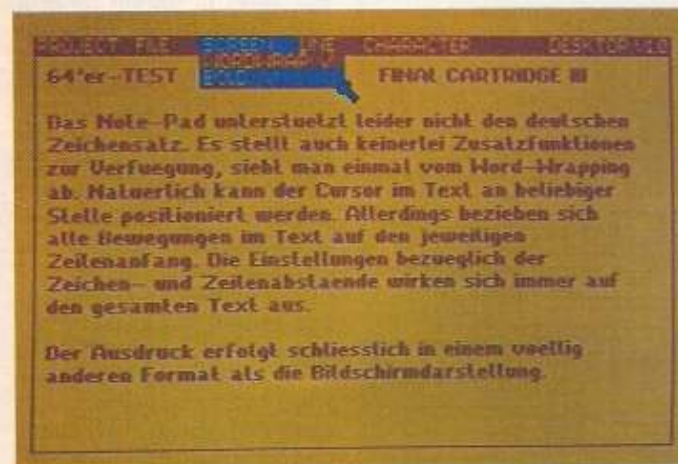 PROJECT FILE SCREEN LINE CHARACTER DESKTOP V1.0
WORDWRAP √
BOLD √
64'er-TEST FINAL CARTRIDGE III
Das Note-Pad unterstuetzt leider nicht den deutschen
Zeichensatz. Es stellt auch keinerlei Zusatzfunktionen
zur Verfuegung, sieht man einmal vom Word-Wrapping
ab. Natuerlich kann der Cursor im Text an beliebiger
Stelle positioniert werden. Allerdings beziehen sich
alle Bewegungen im Text auf den jeweiligen
Zeilenanfang. Die Einstellungen bezueglich der
Zeichen- und Zeilenabstaende wirken sich immer auf
den gesamten Text aus.
Der Ausdruck erfolgt schliesslich in einem voellig
anderen Format als die Bildschirmdarstellung.